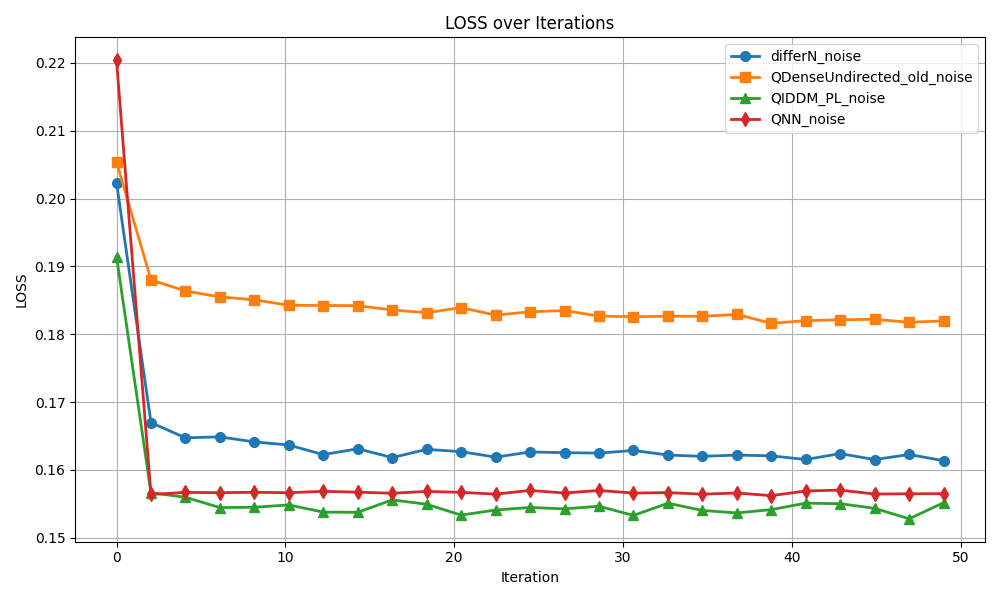 LOSS over Iterations
differN_noise
QDenseUndirected_old_noise
QIDDM_PL_noise
QNN_noise
LOSS
0.22
0.21
0.20
0.19
0.18
0.17
0.16
0.15
0 10 20 30 40 50
Iteration